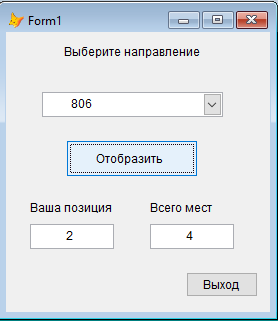 Form1
Выберите направление
806
Отобразить
Ваша позиция Всего мест
2 4
Выход